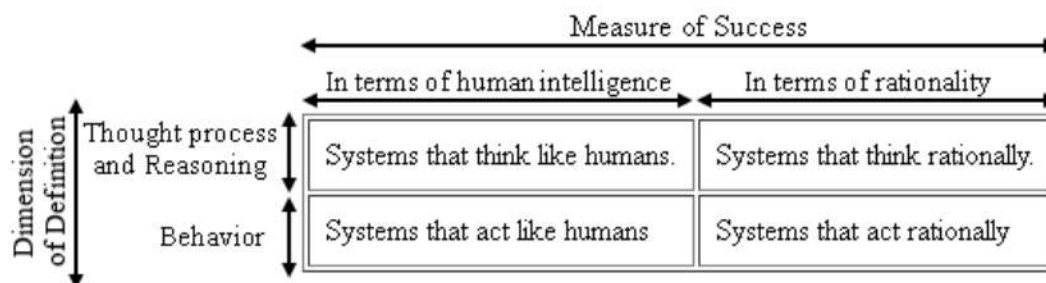 Measure of Success
In terms of human intelligence
In terms of rationality
Dimension
of Definition
Thought process
and Reasoning
Systems that think like humans.
Systems that think rationally.
Behavior
Systems that act like humans
Systems that act rationally